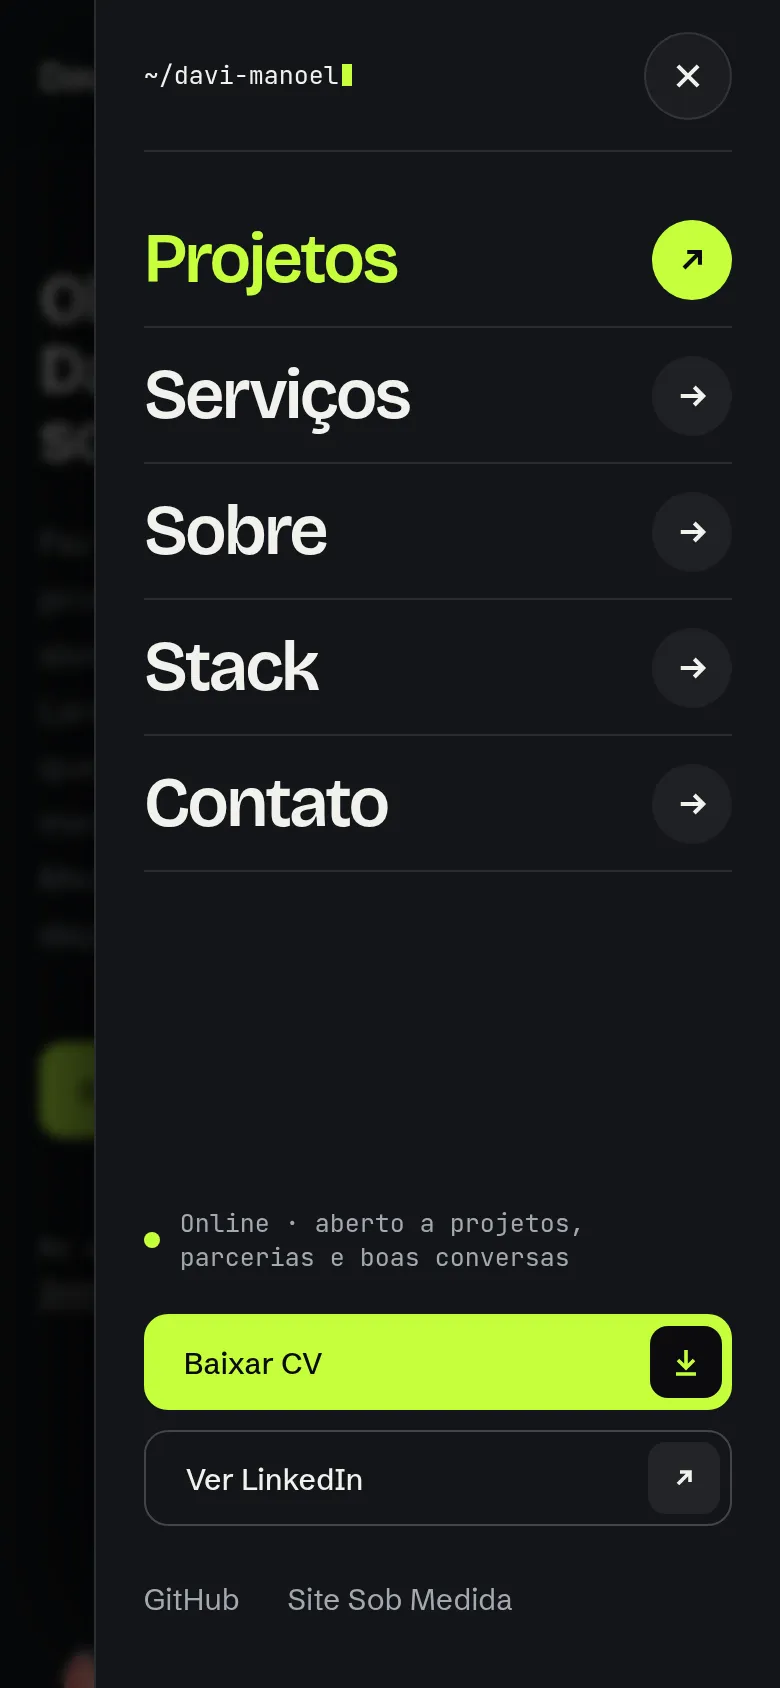 ~/davi-manoel
Projetos
Serviços
Sobre
Stack
Contato
Online · aberto a projetos,
parcerias e boas conversas
Baixar CV
Ver LinkedIn
GitHub Site Sob Medida